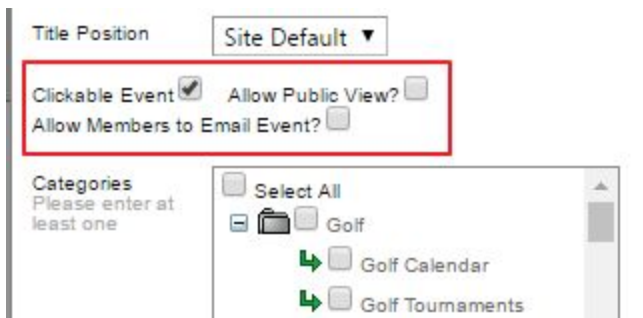 Title Position
Site Default ▼
Clickable Event
Allow Public View?
Allow Members to Email Event?
Categories
Please enter at
least one
Select All
Golf
Golf Calendar
Golf Tournaments